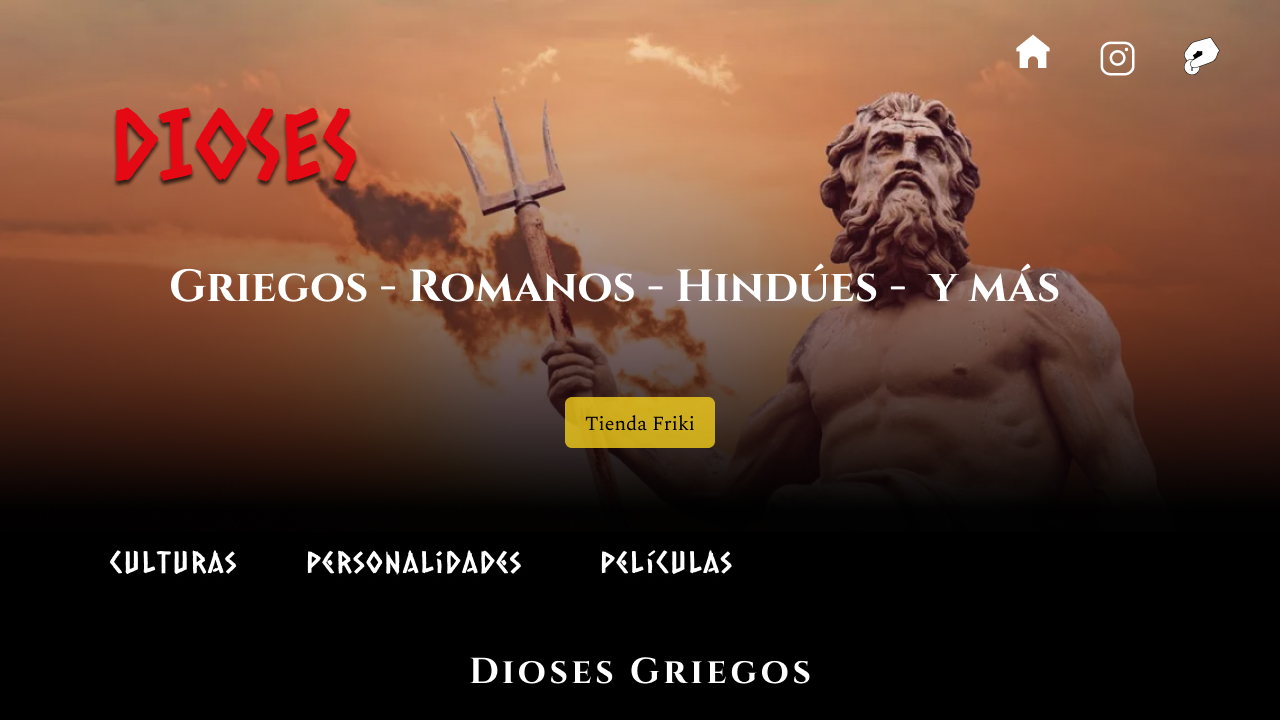 DIOSES
Griegos - Romanos - Hindúes - y más
Tienda Friki
CULTURAS PERSONALiDADES PELíCULAS
Dioses Griegos